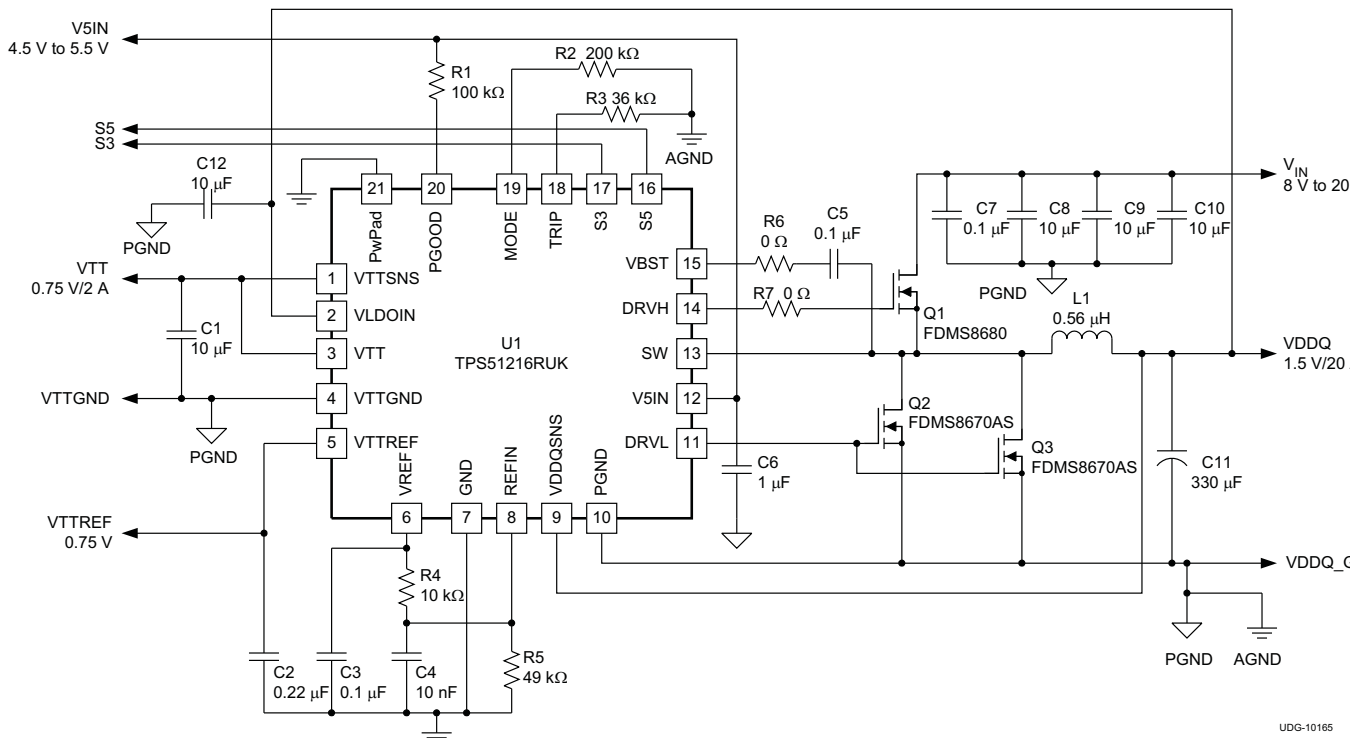 V5IN
4.5 V to 5.5 V
R1
100 kΩ
R2 200 kΩ
R3 36 kΩ
AGND
S5
S3
C12
10 μF
PGND
21
20
19
18
17
16
PwPad
PGOOD
MODE
TRIP
S3
S5
VTT
0.75 V/2 A
C1
10 μF
VTTGND
PGND
VTTREF
0.75 V
1 VTTSNS
2 VLDOIN
3 VTT
4 VTTGND
5 VTTREF
U1
TPS51216RUK
VBST 15
DRVH 14
SW 13
V5IN 12
DRVL 11
VREF
GND
REFIN
VDDQSNS
PGND
6
7
8
9
10
R6
0 Ω
C5
0.1 μF
R7 0 Ω
Q1
FDMS8680
VIN
8 V to 20
C7
0.1 μF
C8
10 μF
C9
10 μF
C10
10 μF
PGND
L1
0.56 μH
VDDQ
1.5 V/20
Q2
FDMS8670AS
Q3
FDMS8670AS
C6
1 μF
C11
330 μF
VDDQ_G
PGND
AGND
R4
10 kΩ
C2
0.22 μF
C3
0.1 μF
C4
10 nF
R5
49 kΩ
UDG-10165